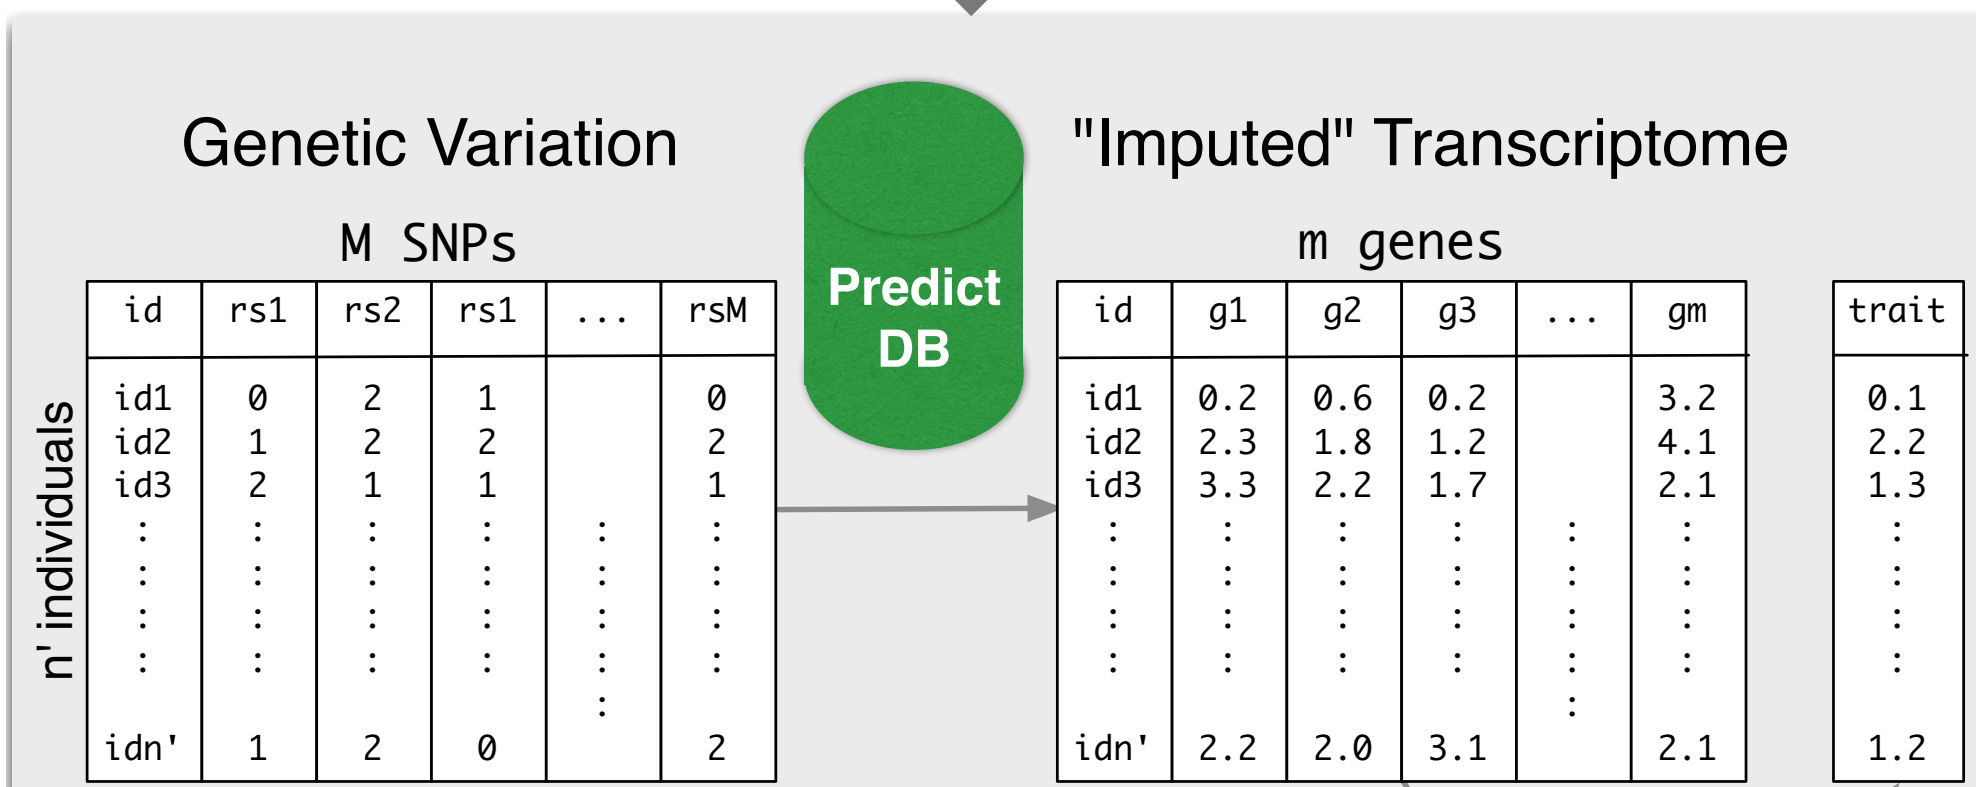 Genetic Variation
"Imputed" Transcriptome
M SNPs
m genes
Predict
DB
n' individuals
id rs1 rs2 rs1 ... rsM
id1 0 2 1 0
id2 1 2 2 2
id3 2 1 1 1
: : : : : :
: : : : : :
: : : : : :
: : : : : :
:
idn' 1 2 0 2
id g1 g2 g3 ... gm
id1 0.2 0.6 0.2 3.2
id2 2.3 1.8 1.2 4.1
id3 3.3 2.2 1.7 2.1
: : : : : :
: : : : : :
: : : : : :
: : : : : :
:
idn' 2.2 2.0 3.1 2.1
trait
0.1
2.2
1.3
:
:
:
:
1.2